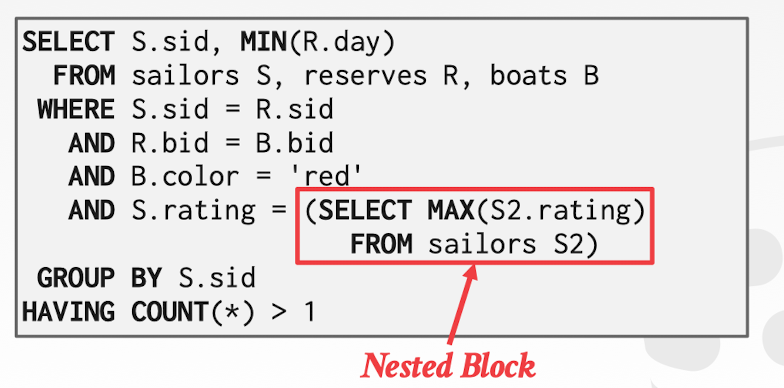 SELECT S.sid, MIN(R.day)
FROM sailors S, reserves R, boats B
WHERE S.sid = R.sid
AND R.bid = B.bid
AND B.color = 'red'
AND S.rating = (SELECT MAX(S2.rating)
FROM sailors S2)
GROUP BY S.sid
HAVING COUNT(*) > 1
Nested Block